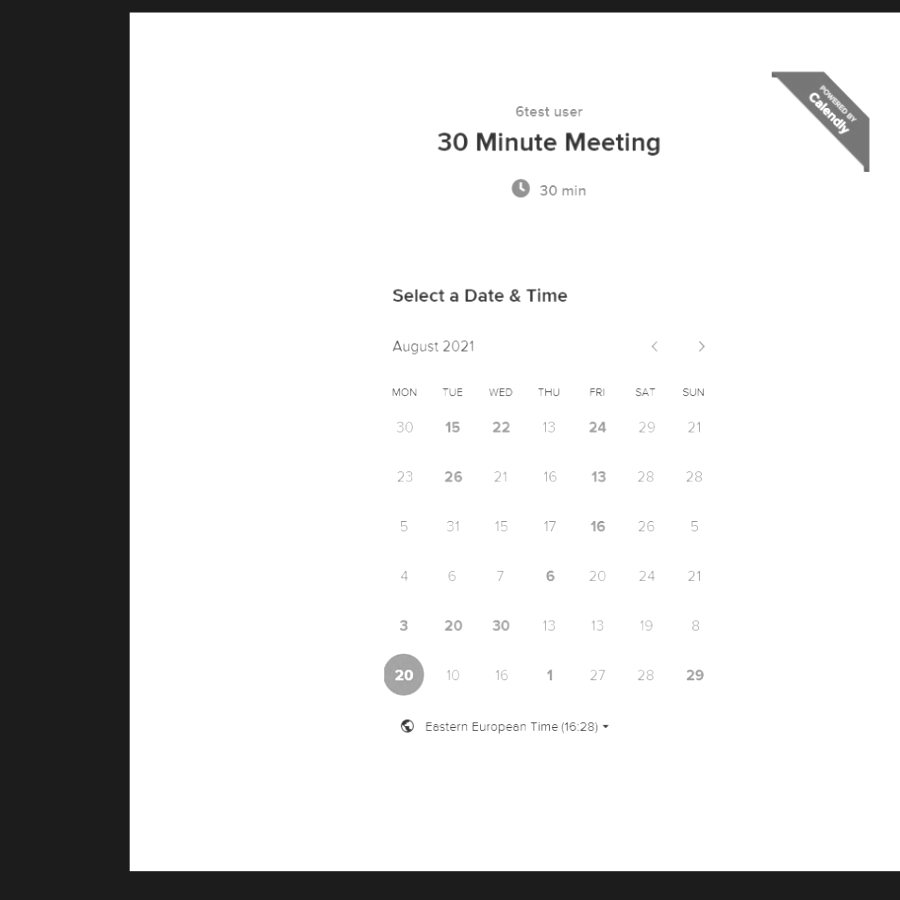 POWERED BY
Calendly
6test user
30 Minute Meeting
30 min
Select a Date & Time
August 2021
MON TUE WED THU FRI SAT SUN
30 15 22 13 24 29 21
23 26 21 16 13 28 28
5 31 15 17 16 26 5
4 6 7 6 20 24 21
3 20 30 13 13 19 8
20 10 16 1 27 28 29
Eastern European Time (16:28)